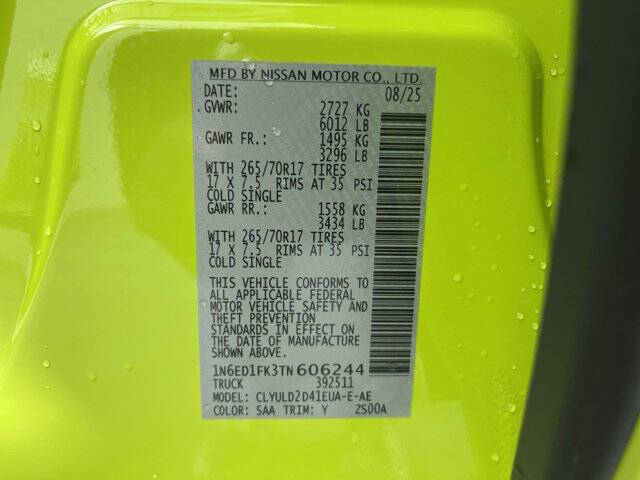 MFD BY NISSAN MOTOR CO., LTD.
DATE: 08/25
GVWR: 2727 KG
6012 LB
GAWR FR.: 1495 KG
3296 LB
WITH 265/70R17 TIRES
17 X 7.5 RIMS AT 35 PSI
COLD SINGLE
GAWR RR.: 1558 KG
3434 LB
WITH 265/70R17 TIRES
17 X 7.5 RIMS AT 35 PSI
COLD SINGLE
THIS VEHICLE CONFORMS TO
ALL APPLICABLE FEDERAL
MOTOR VEHICLE SAFETY AND
THEFT PREVENTION
STANDARDS IN EFFECT ON
THE DATE OF MANUFACTURE
SHOWN ABOVE.
1N6ED1FK3TN606244
TRUCK 392511
MODEL: CLYULD2D41EUA-E-AE
COLOR: SAA TRIM: Y ZS00A